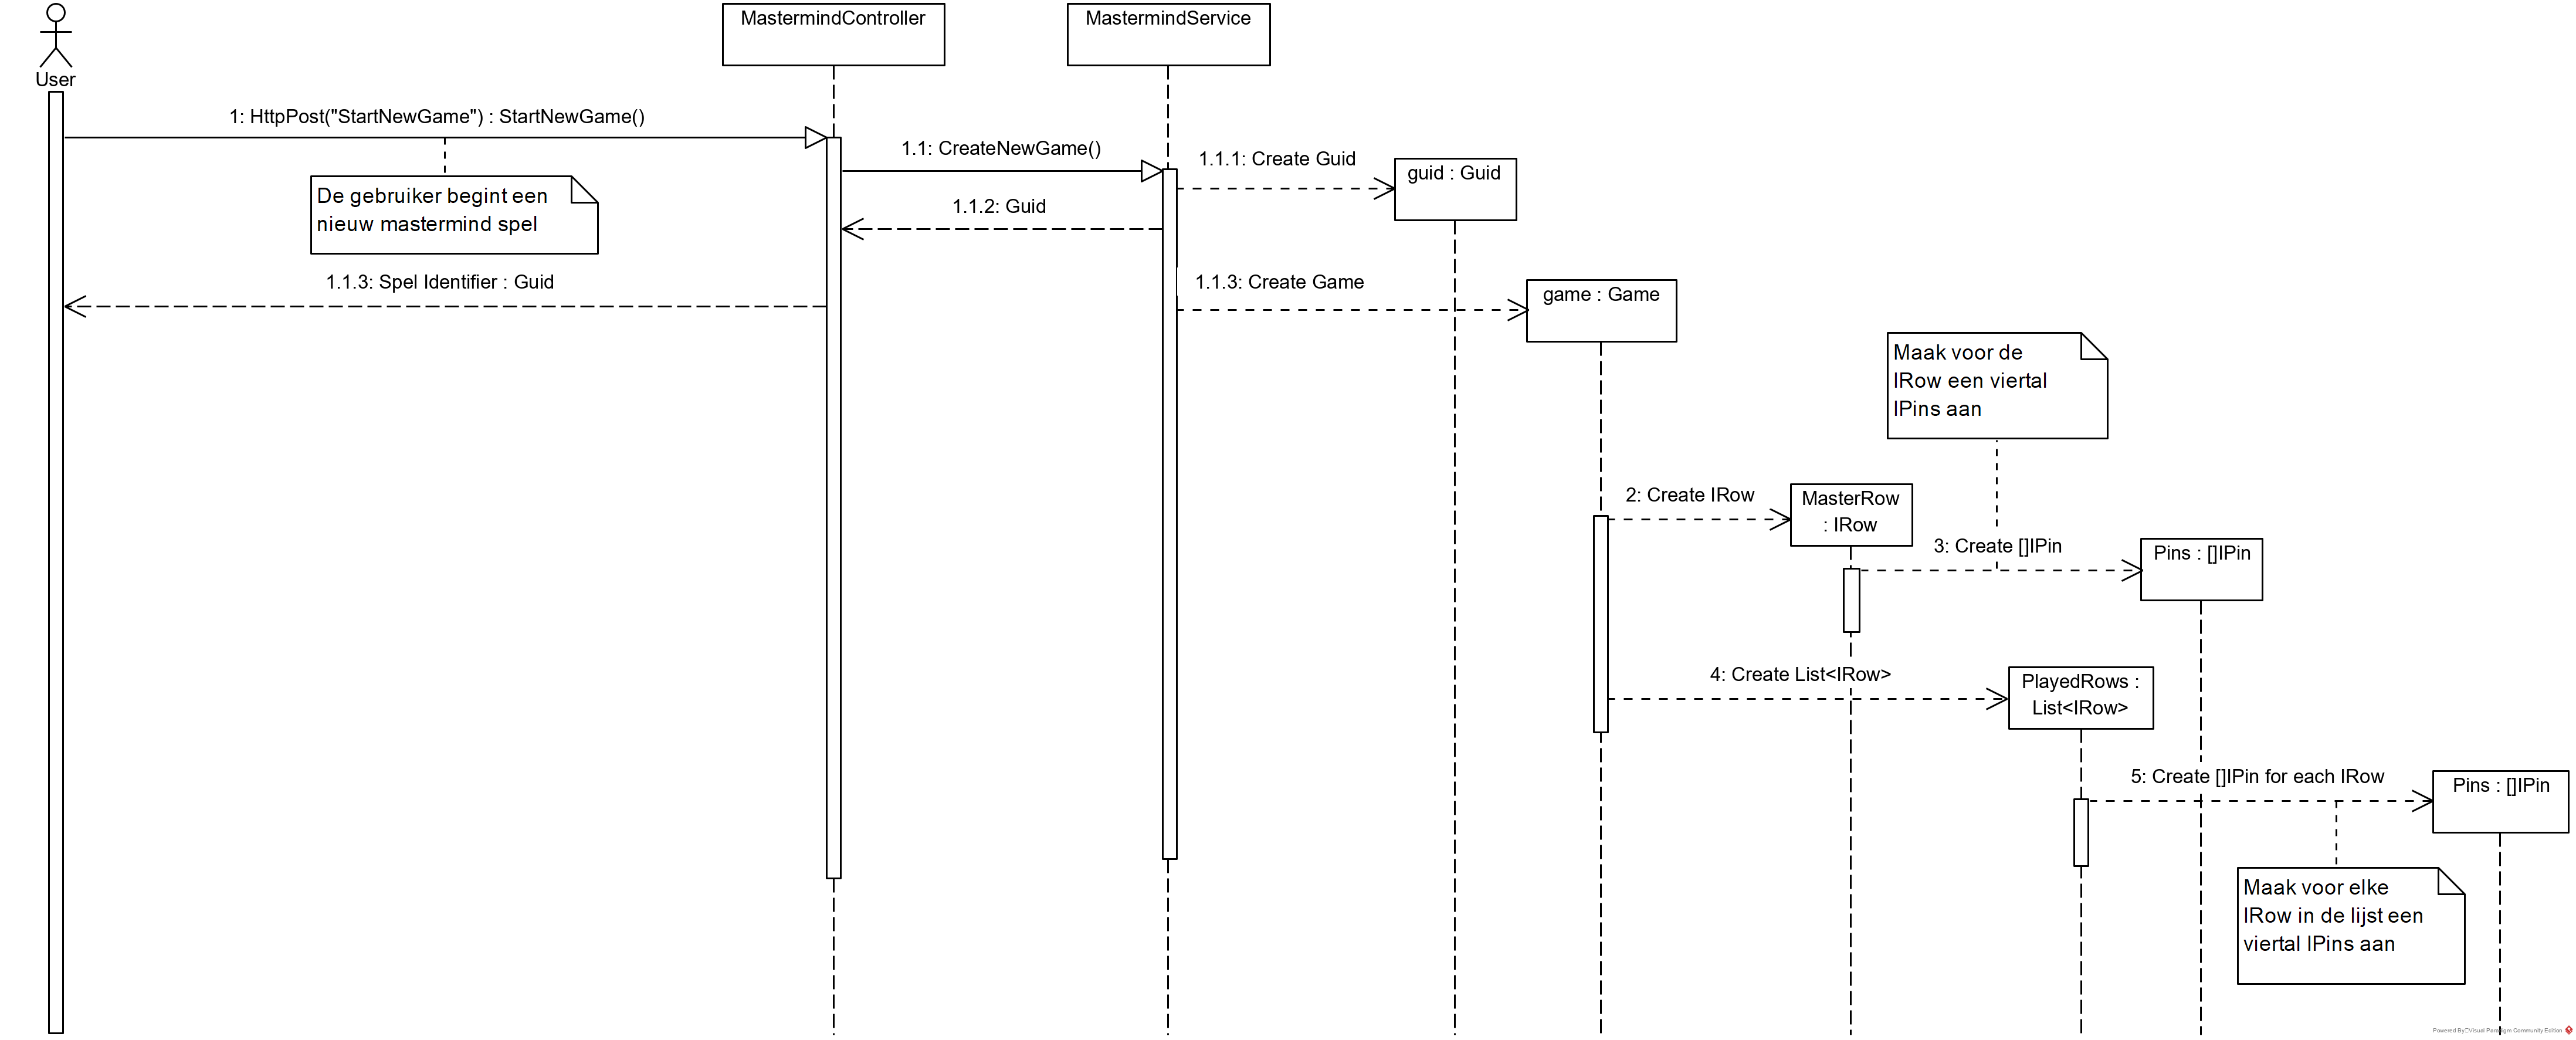 User
MastermindController
MastermindService
1: HttpPost("StartNewGame") : StartNewGame()
De gebruiker begint een
nieuw mastermind spel
1.1: CreateNewGame()
1.1.1: Create Guid
guid : Guid
1.1.2: Guid
1.1.3: Spel Identifier : Guid
1.1.3: Create Game
game : Game
Maak voor de
IRow een viertal
IPins aan
2: Create IRow
MasterRow
: IRow
3: Create []IPin
Pins : []IPin
4: Create List<IRow>
PlayedRows :
List<IRow>
5: Create []IPin for each IRow
Pins : []IPin
Maak voor elke
IRow in de lijst een
viertal IPins aan
Powered By Visual Paradigm Community Edition